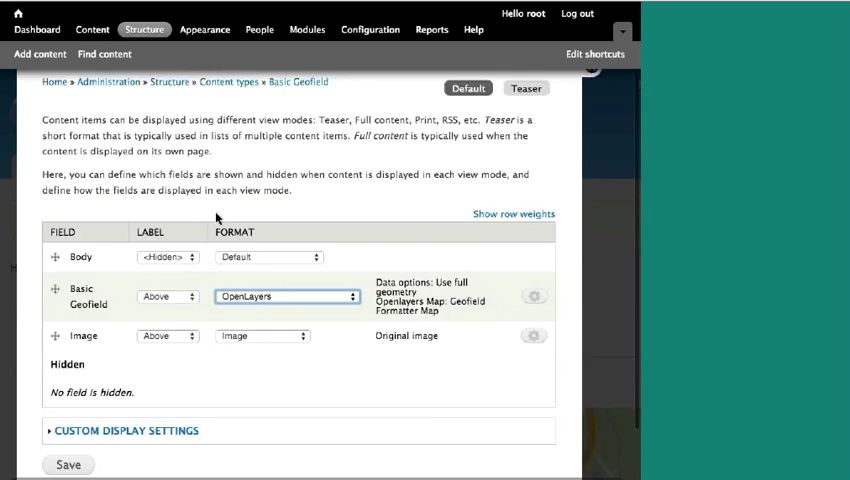 Hello root Log out
Dashboard Content Structure Appearance People Modules Configuration Reports Help
Add content Find content Edit shortcuts
Home » Administration » Structure » Content types » Basic Geofield
Default Teaser
Content items can be displayed using different view modes: Teaser, Full content, Print, RSS, etc. Teaser is a
short format that is typically used in lists of multiple content items. Full content is typically used when the
content is displayed on its own page.
Here, you can define which fields are shown and hidden when content is displayed in each view mode, and
define how the fields are displayed in each view mode.
Show row weights
FIELD LABEL FORMAT
Body <Hidden> Default
Basic Geofield Above OpenLayers
Data options: Use full
geometry
Openlayers Map: Geofield
Formatter Map
Image Above Image Original image
Hidden
No field is hidden.
CUSTOM DISPLAY SETTINGS
Save